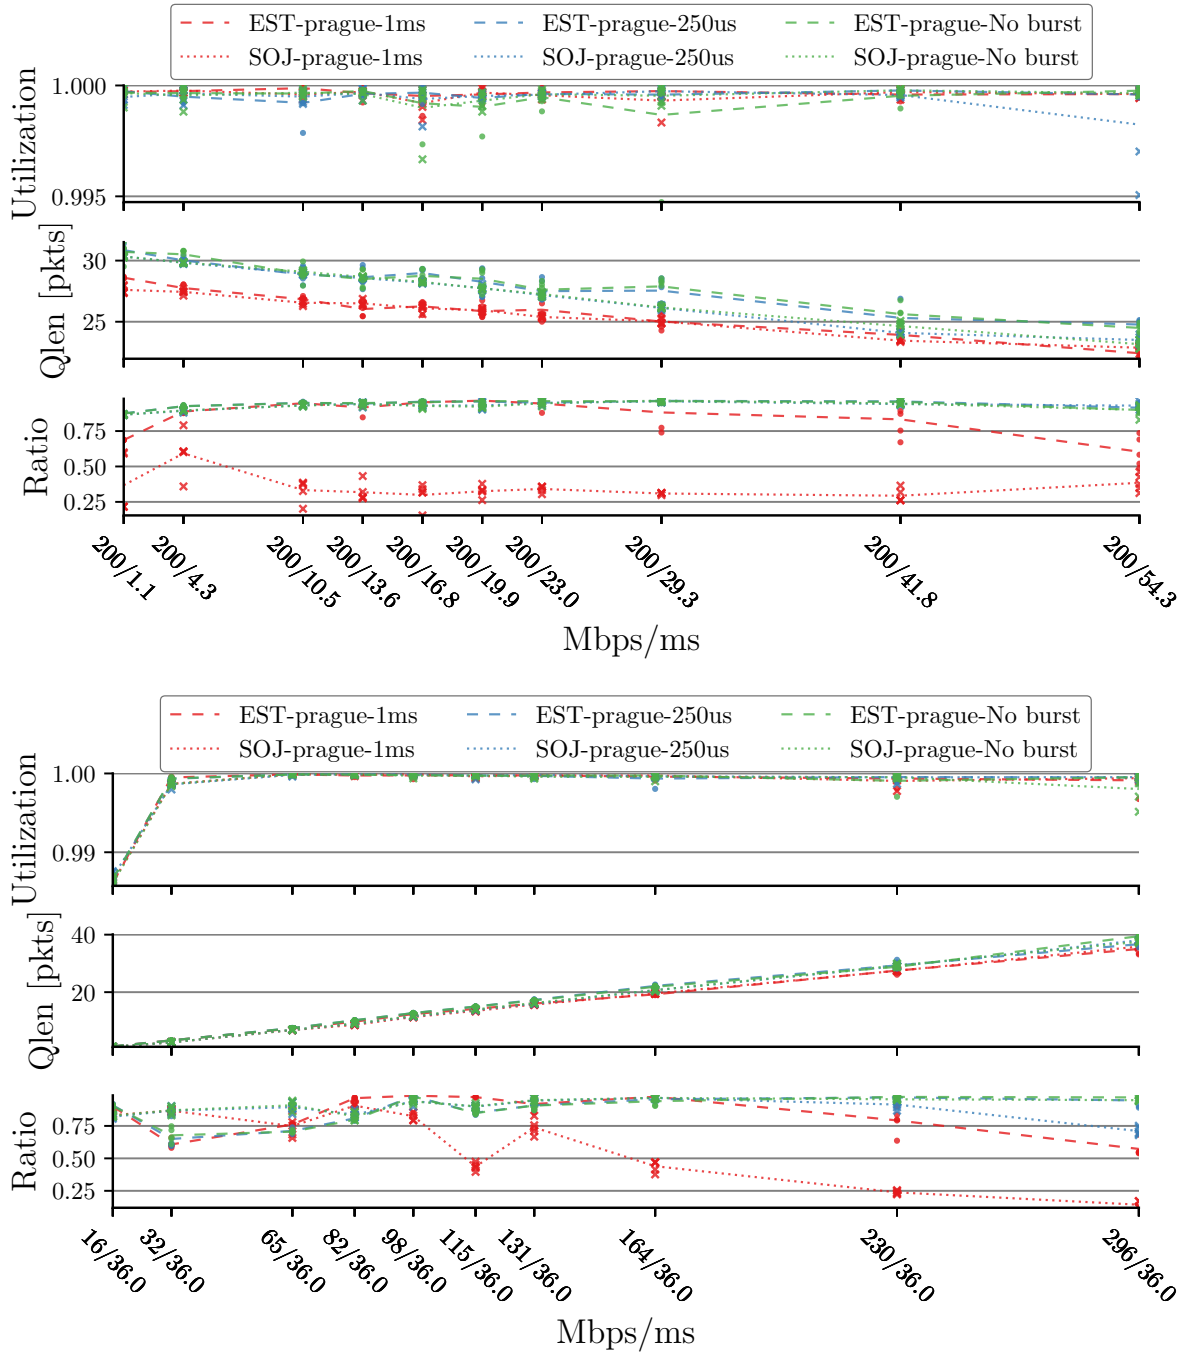 EST-prague-1ms EST-prague-250us EST-prague-No burst
SOJ-prague-1ms SOJ-prague-250us SOJ-prague-No burst
Utilization
1.000
0.995
Qlen [pkts]
30
25
Ratio
0.75
0.50
0.25
200/1.1 200/4.3 200/10.5 200/13.6 200/16.8 200/19.9 200/23.0 200/29.3 200/41.8 200/54.3
Mbps/ms
EST-prague-1ms EST-prague-250us EST-prague-No burst
SOJ-prague-1ms SOJ-prague-250us SOJ-prague-No burst
Utilization
1.00
0.99
Qlen [pkts]
40
20
Ratio
0.75
0.50
0.25
16/36.0 32/36.0 65/36.0 82/36.0 98/36.0 115/36.0 131/36.0 164/36.0 230/36.0 296/36.0
Mbps/ms